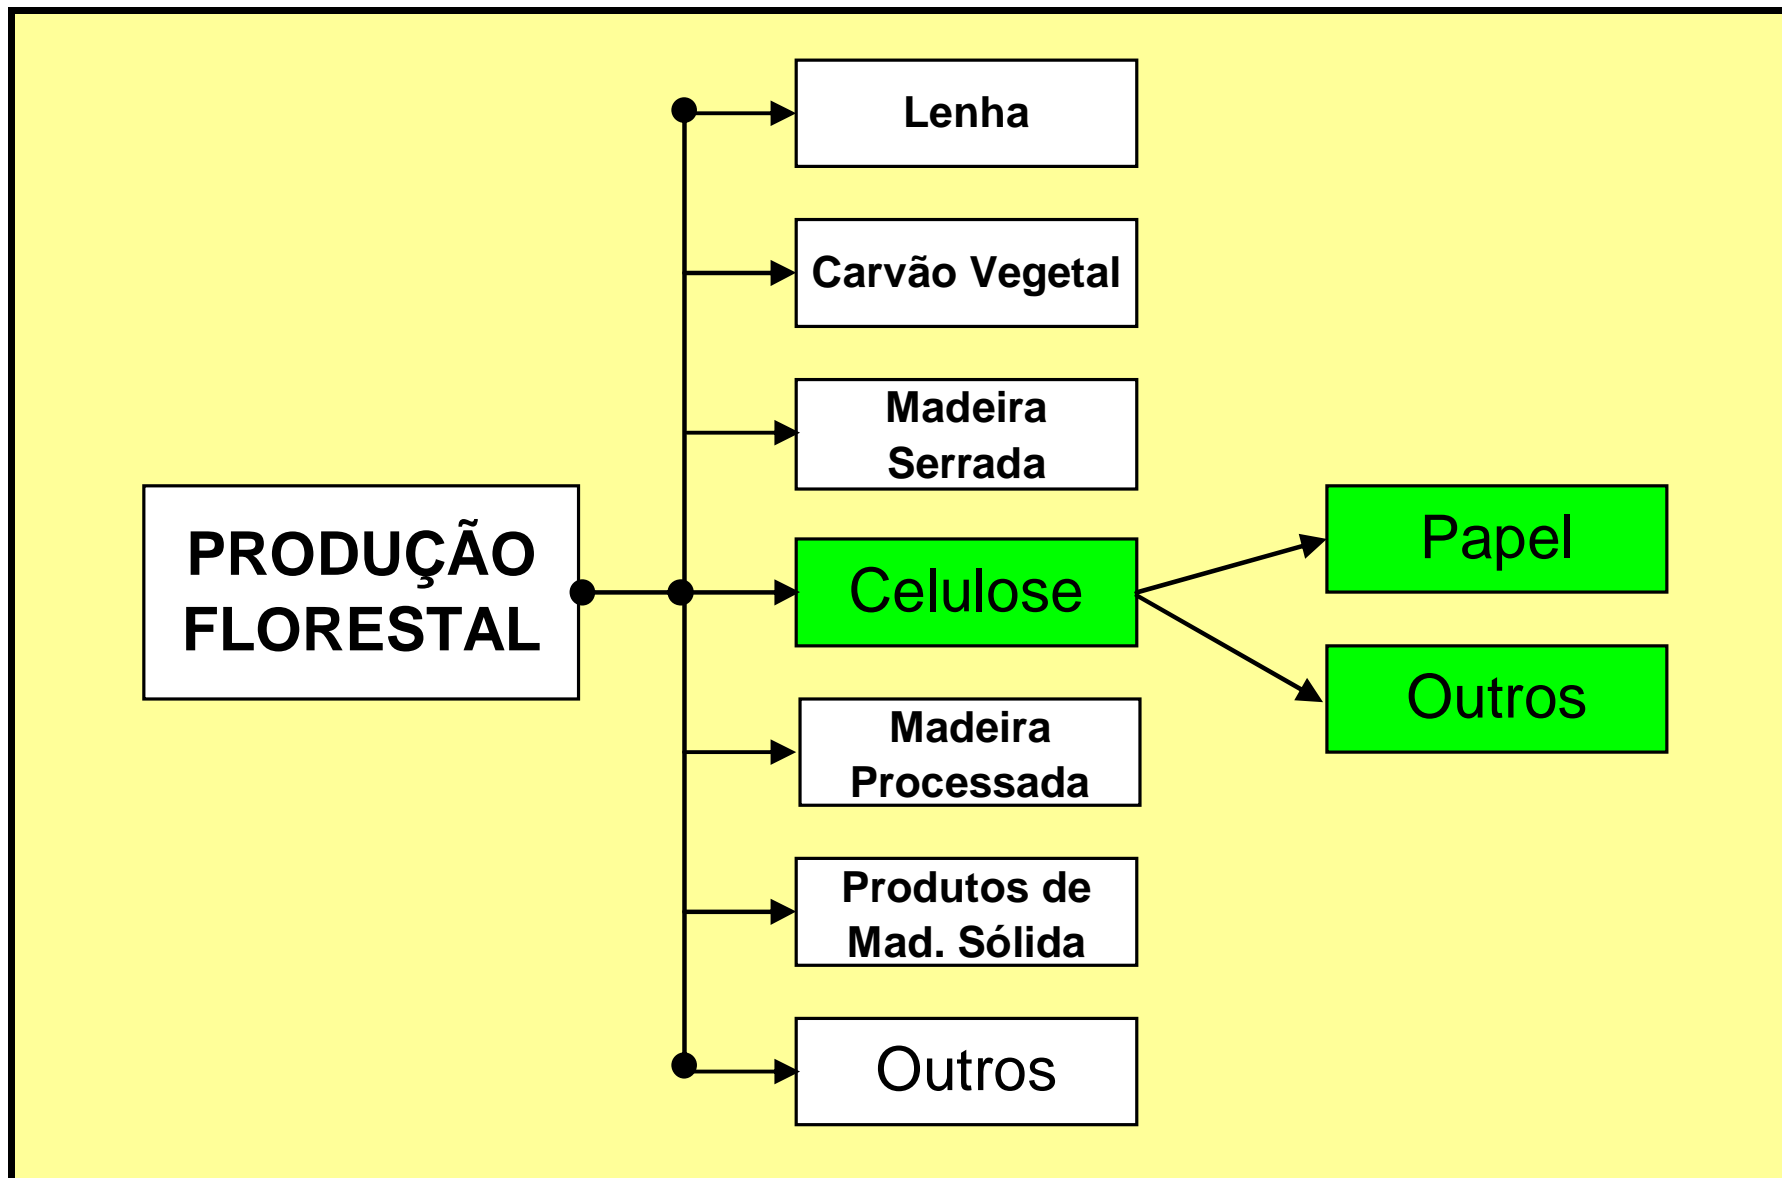 Lenha
Carvão Vegetal
Madeira
Serrada
PRODUÇÃO
FLORESTAL
Celulose
Papel
Outros
Madeira
Processada
Produtos de
Mad. Sólida
Outros